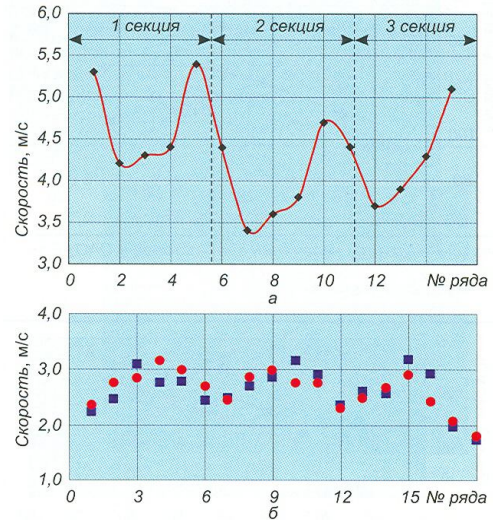 6,0
1 секция 2 секция 3 секция
5,5
5,0
4,5
4,0
3,5
3,0
Скорость, м/с
0 2 4 6 8 10 12 № ряда
а
4,0
3,0
2,0
1,0
Скорость, м/с
0 3 6 9 12 15 № ряда
б